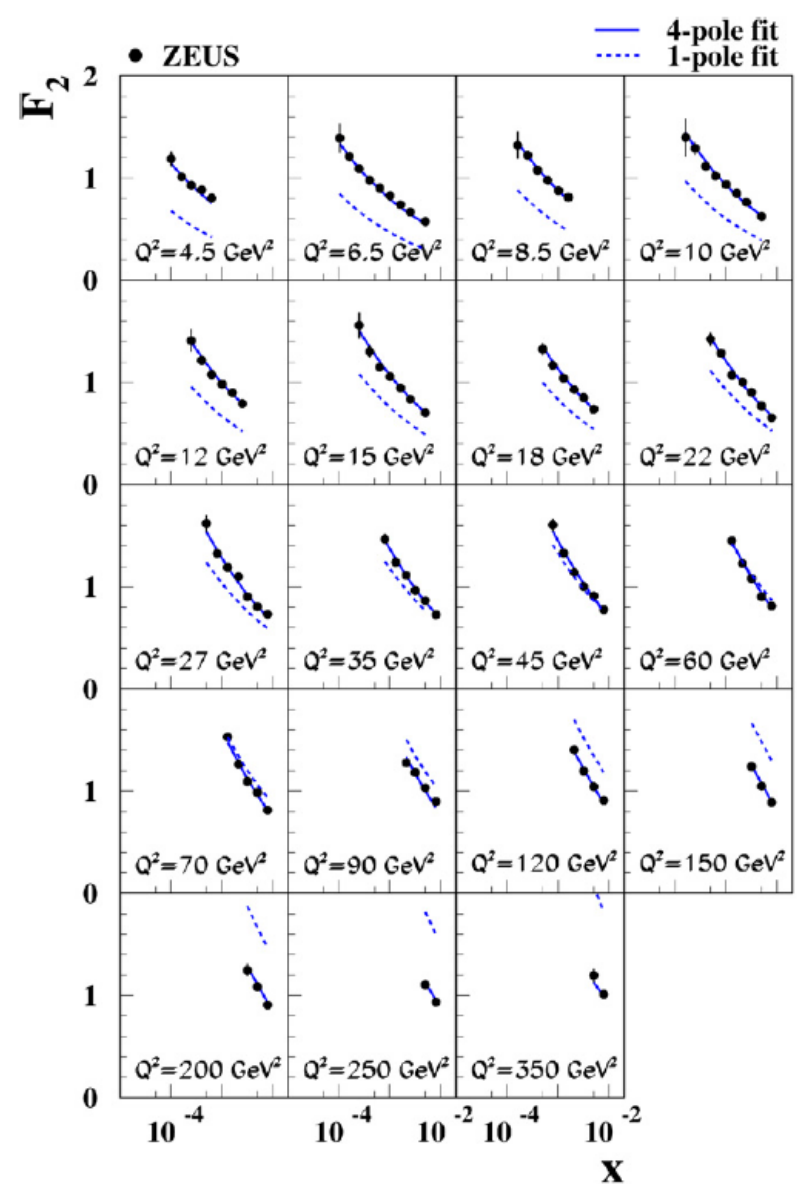 4-pole fit
ZEUS
1-pole fit
F₂
2
1
0
Q²=4.5 GeV²
Q²=6.5 GeV²
Q²=8.5 GeV²
Q²=10 GeV²
1
0
Q²=12 GeV²
Q²=15 GeV²
Q²=18 GeV²
Q²=22 GeV²
1
0
Q²=27 GeV²
Q²=35 GeV²
Q²=45 GeV²
Q²=60 GeV²
1
0
Q²=70 GeV²
Q²=90 GeV²
Q²=120 GeV²
Q²=150 GeV²
1
0
Q²=200 GeV²
Q²=250 GeV²
Q²=350 GeV²
10⁻⁴
10⁻⁴
10⁻²
10⁻⁴
10⁻²
x